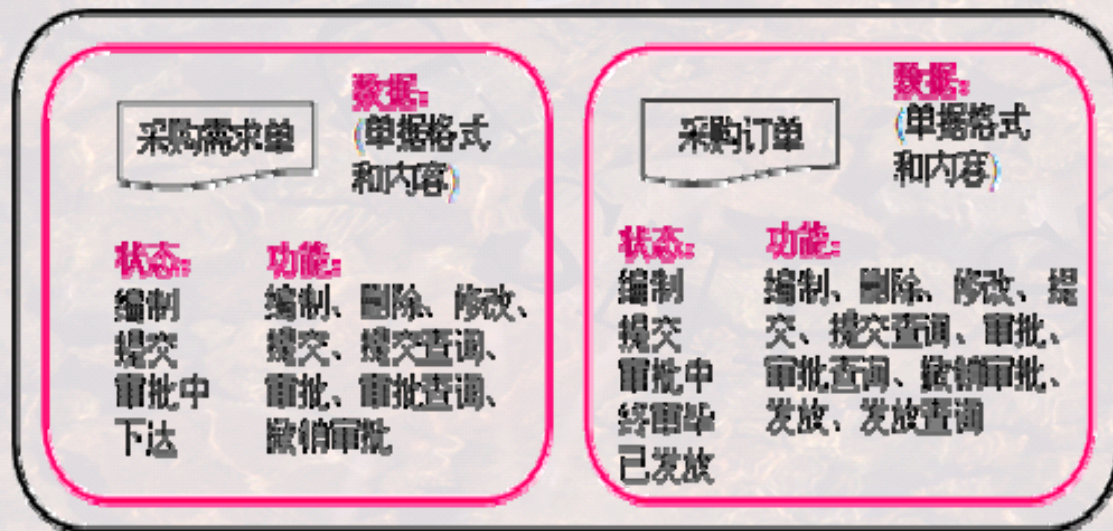 采购需求单
数据：
(单据格式
和内容)
状态：
编制
提交
审批中
下达
功能：
编制、删除、修改、
提交、提交查询、
审批、审批查询、
撤销审批
采购订单
数据：
(单据格式
和内容)
状态：
编制
提交
审批中
终审毕
已发放
功能：
编制、删除、修改、提
交、提交查询、审批、
审批查询、撤销审批、
发放、发放查询